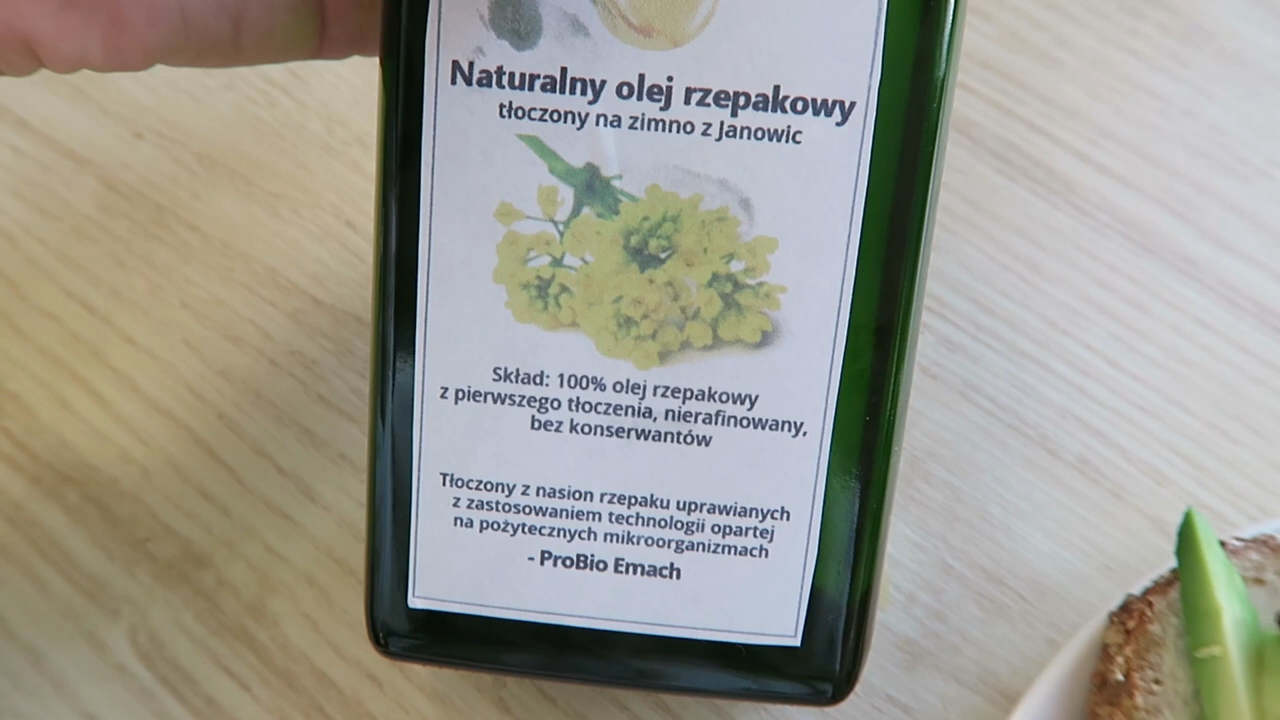 Naturalny olej rzepakowy
tłoczony na zimno z Janowic
Skład: 100% olej rzepakowy
z pierwszego tłoczenia, nierafinowany,
bez konserwantów
Tłoczony z nasion rzepaku uprawianych
z zastosowaniem technologii opartej
na pożytecznych mikroorganizmach
- ProBio Emach